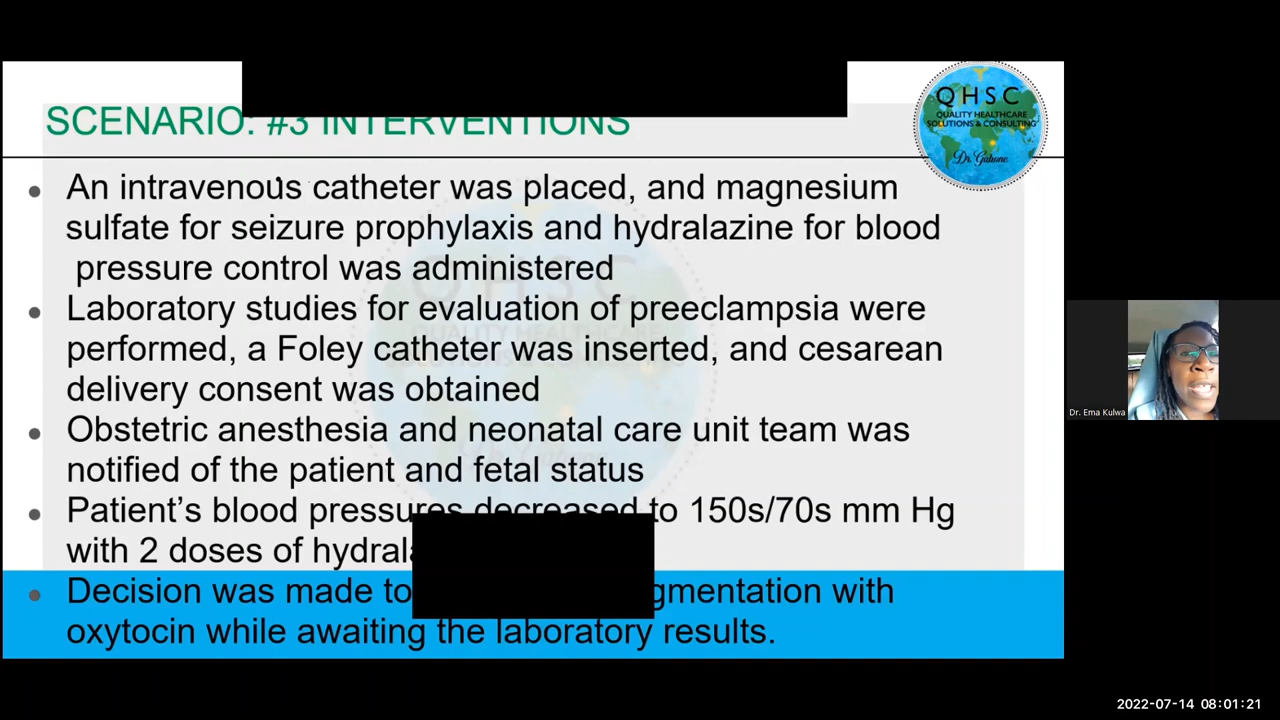 SCENARIO: #3 INTERVENTIONS
QHSC
QUALITY HEALTHCARE
SOLUTIONS & CONSULTING
Dr. Gabone
• An intravenous catheter was placed, and magnesium
sulfate for seizure prophylaxis and hydralazine for blood
pressure control was administered
• Laboratory studies for evaluation of preeclampsia were
performed, a Foley catheter was inserted, and cesarean
delivery consent was obtained
• Obstetric anesthesia and neonatal care unit team was
notified of the patient and fetal status
• Patient’s blood pressures decreased to 150s/70s mm Hg
with 2 doses of
• Decision was made to with
oxytocin while awaiting the laboratory results.
Dr. Ema Kulwa
2022-07-14 08:01:21